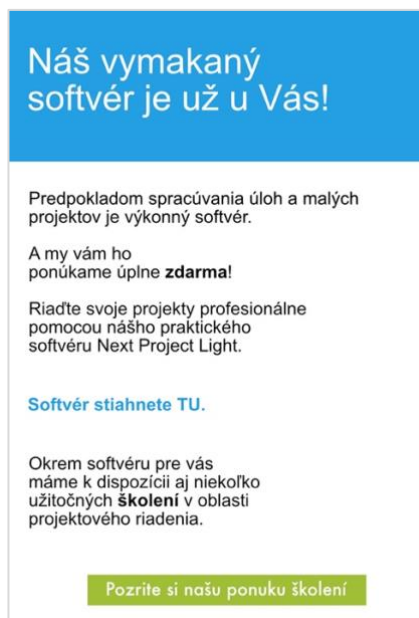 Náš vymakaný
softvér je už u Vás!
Predpokladom spracúvania úloh a malých
projektov je výkonný softvér.
A my vám ho
ponúkame úplne zdarma!
Riaďte svoje projekty profesionálne
pomocou nášho praktického
softvéru Next Project Light.
Softvér stiahnete TU.
Okrem softvéru pre vás
máme k dispozícii aj niekoľko
užitočných školení v oblasti
projektového riadenia.
Pozrite si našu ponuku školení